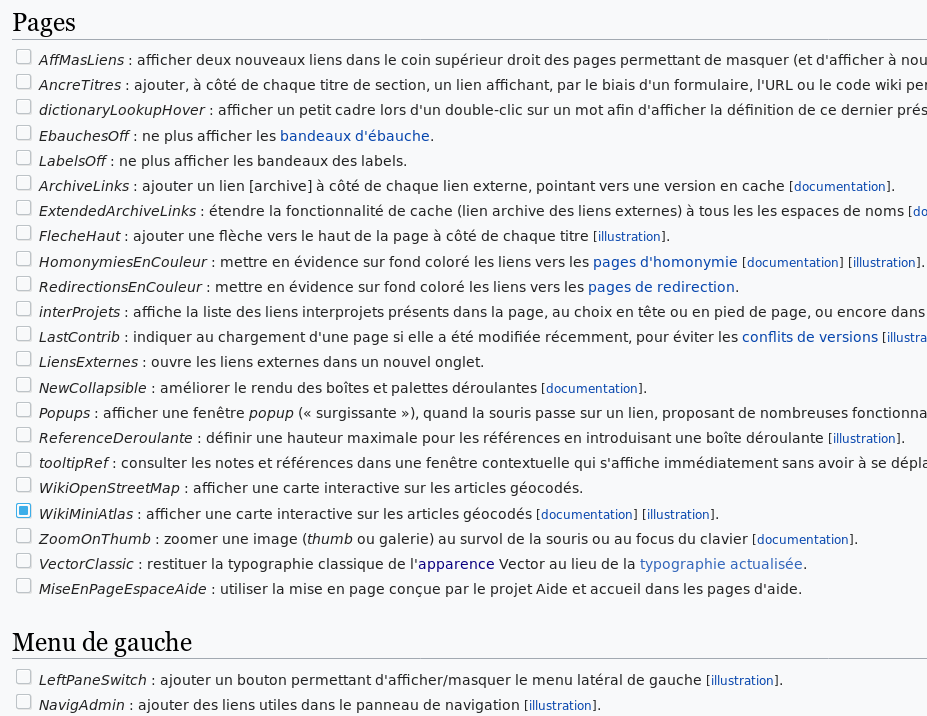 Pages
AffMasLiens : afficher deux nouveaux liens dans le coin supérieur droit des pages permettant de masquer (et d'afficher à nou
AncreTitres : ajouter, à côté de chaque titre de section, un lien affichant, par le biais d'un formulaire, l'URL ou le code wiki per
dictionaryLookupHover : afficher un petit cadre lors d'un double-clic sur un mot afin d'afficher la définition de ce dernier prés
EbauchesOff : ne plus afficher les bandeaux d'ébauche.
LabelsOff : ne plus afficher les bandeaux des labels.
ArchiveLinks : ajouter un lien [archive] à côté de chaque lien externe, pointant vers une version en cache [documentation].
ExtendedArchiveLinks : étendre la fonctionnalité de cache (lien archive des liens externes) à tous les les espaces de noms [do
FlecheHaut : ajouter une flèche vers le haut de la page à côté de chaque titre [illustration].
HomonymiesEnCouleur : mettre en évidence sur fond coloré les liens vers les pages d'homonymie [documentation] [illustration].
RedirectionsEnCouleur : mettre en évidence sur fond coloré les liens vers les pages de redirection.
interProjets : affiche la liste des liens interprojets présents dans la page, au choix en tête ou en pied de page, ou encore dans
LastContrib : indiquer au chargement d'une page si elle a été modifiée récemment, pour éviter les conflits de versions [illustra
LiensExternes : ouvre les liens externes dans un nouvel onglet.
NewCollapsible : améliorer le rendu des boîtes et palettes déroulantes [documentation].
Popups : afficher une fenêtre popup (« surgissante »), quand la souris passe sur un lien, proposant de nombreuses fonctionna
ReferenceDeroulante : définir une hauteur maximale pour les références en introduisant une boîte déroulante [illustration].
tooltipRef : consulter les notes et références dans une fenêtre contextuelle qui s'affiche immédiatement sans avoir à se dépla
WikiOpenStreetMap : afficher une carte interactive sur les articles géocodés.
WikiMiniAtlas : afficher une carte interactive sur les articles géocodés [documentation] [illustration].
ZoomOnThumb : zoomer une image (thumb ou galerie) au survol de la souris ou au focus du clavier [documentation].
VectorClassic : restituer la typographie classique de l'apparence Vector au lieu de la typographie actualisée.
MiseEnPageEspaceAide : utiliser la mise en page conçue par le projet Aide et accueil dans les pages d'aide.
Menu de gauche
LeftPaneSwitch : ajouter un bouton permettant d'afficher/masquer le menu latéral de gauche [illustration].
NavigAdmin : ajouter des liens utiles dans le panneau de navigation [illustration].